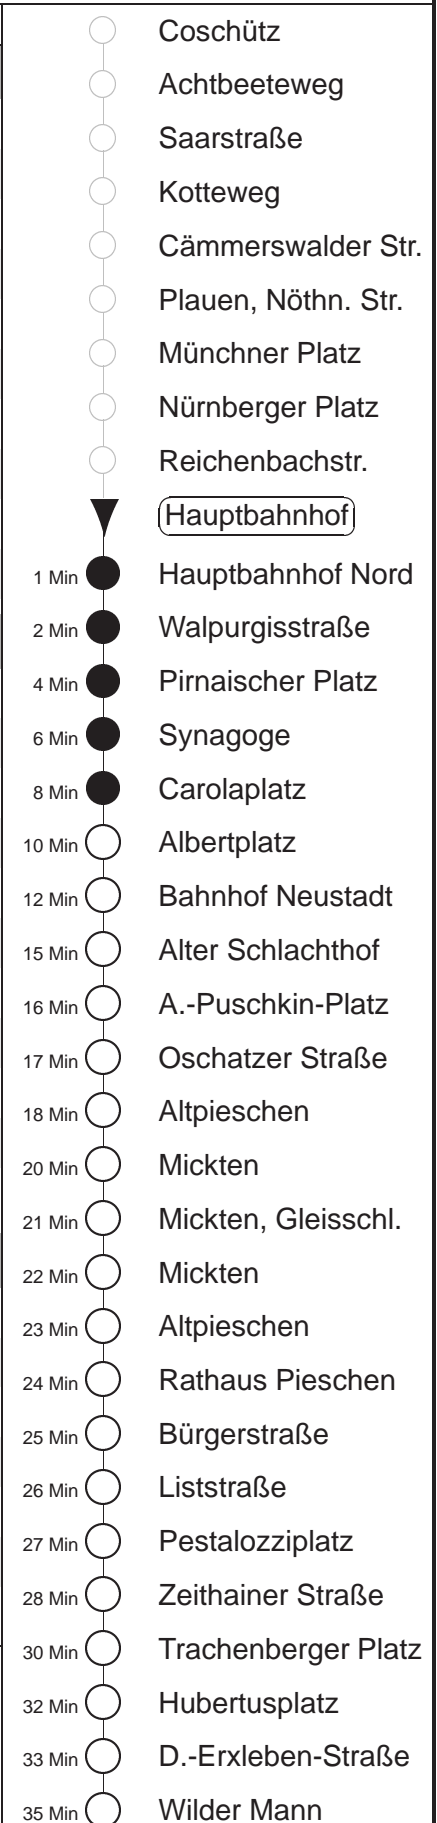 Coschütz
Achtbeeteweg
Saarstraße
Kotteweg
Cämmerswalder Str.
Plauen, Nöthn. Str.
Münchner Platz
Nürnberger Platz
Reichenbachstr.
Hauptbahnhof
1 Min Hauptbahnhof Nord
2 Min Walpurgisstraße
4 Min Pirnaischer Platz
6 Min Synagoge
8 Min Carolaplatz
10 Min Albertplatz
12 Min Bahnhof Neustadt
15 Min Alter Schlachthof
16 Min A.-Puschkin-Platz
17 Min Oschatzer Straße
18 Min Altpieschen
20 Min Mickten
21 Min Mickten, Gleisschl.
22 Min Mickten
23 Min Altpieschen
24 Min Rathaus Pieschen
25 Min Bürgerstraße
26 Min Liststraße
27 Min Pestalozziplatz
28 Min Zeithainer Straße
30 Min Trachenberger Platz
32 Min Hubertusplatz
33 Min D.-Erxleben-Straße
35 Min Wilder Mann